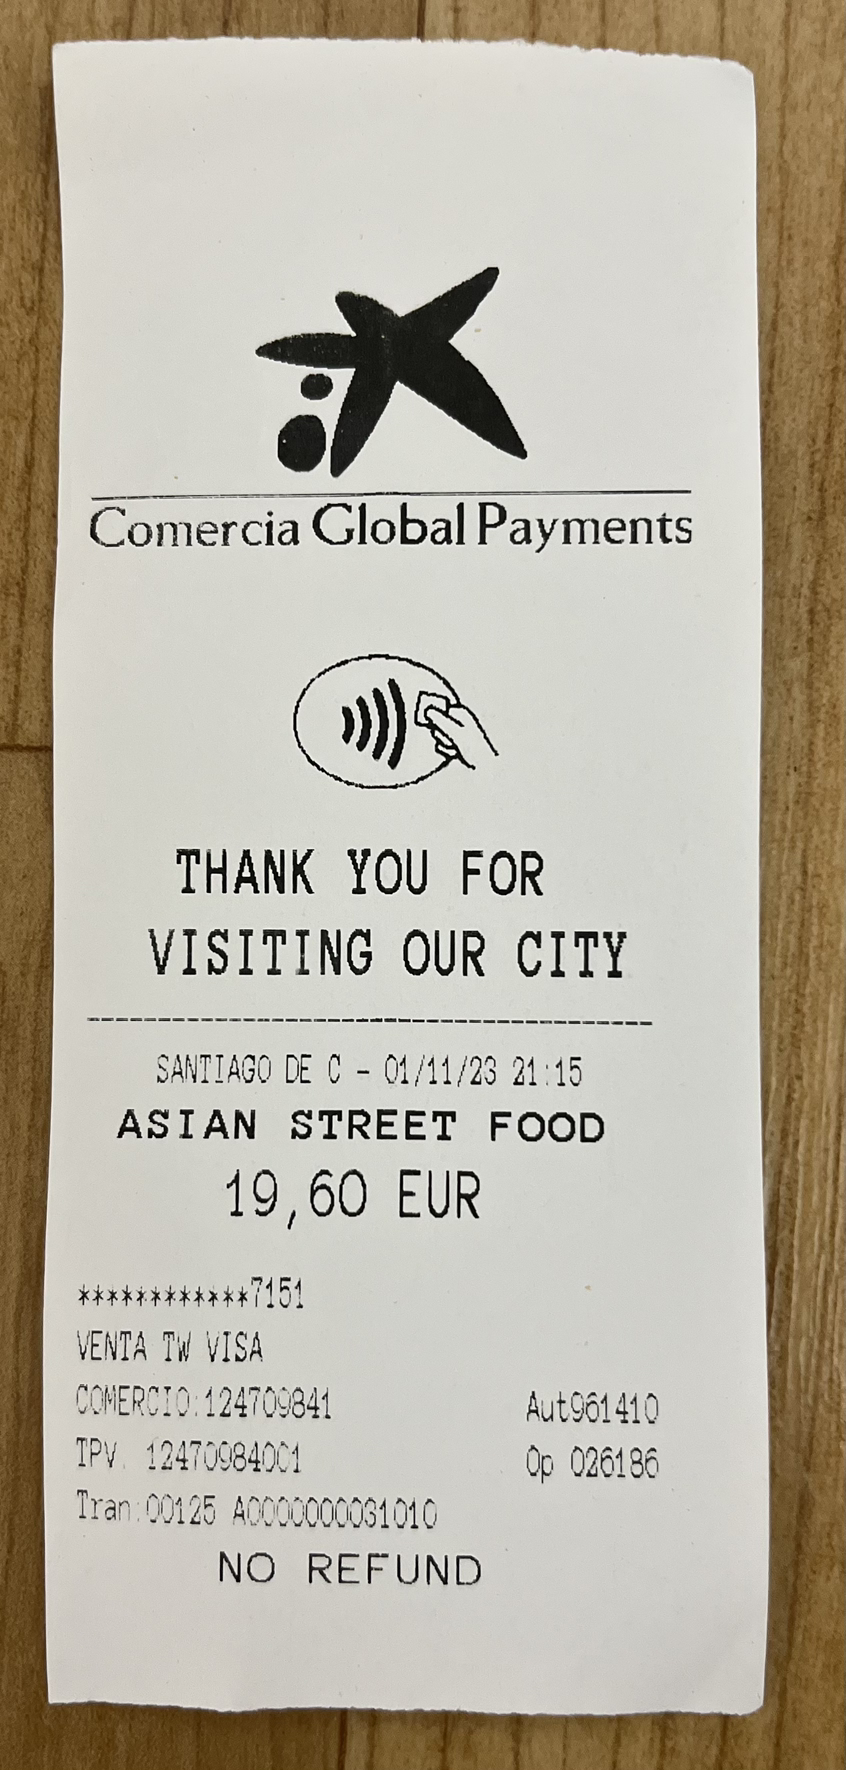 Comercia Global Payments
THANK YOU FOR
VISITING OUR CITY
------------------------------------------------
SANTIAGO DE C - 01/11/23 21:15
ASIAN STREET FOOD
19,60 EUR
************7151
VENTA TW VISA
COMERCIO:124709841 Aut961410
TPV. 12470984001 Op 026186
Tran:00125 A0000000031010
NO REFUND